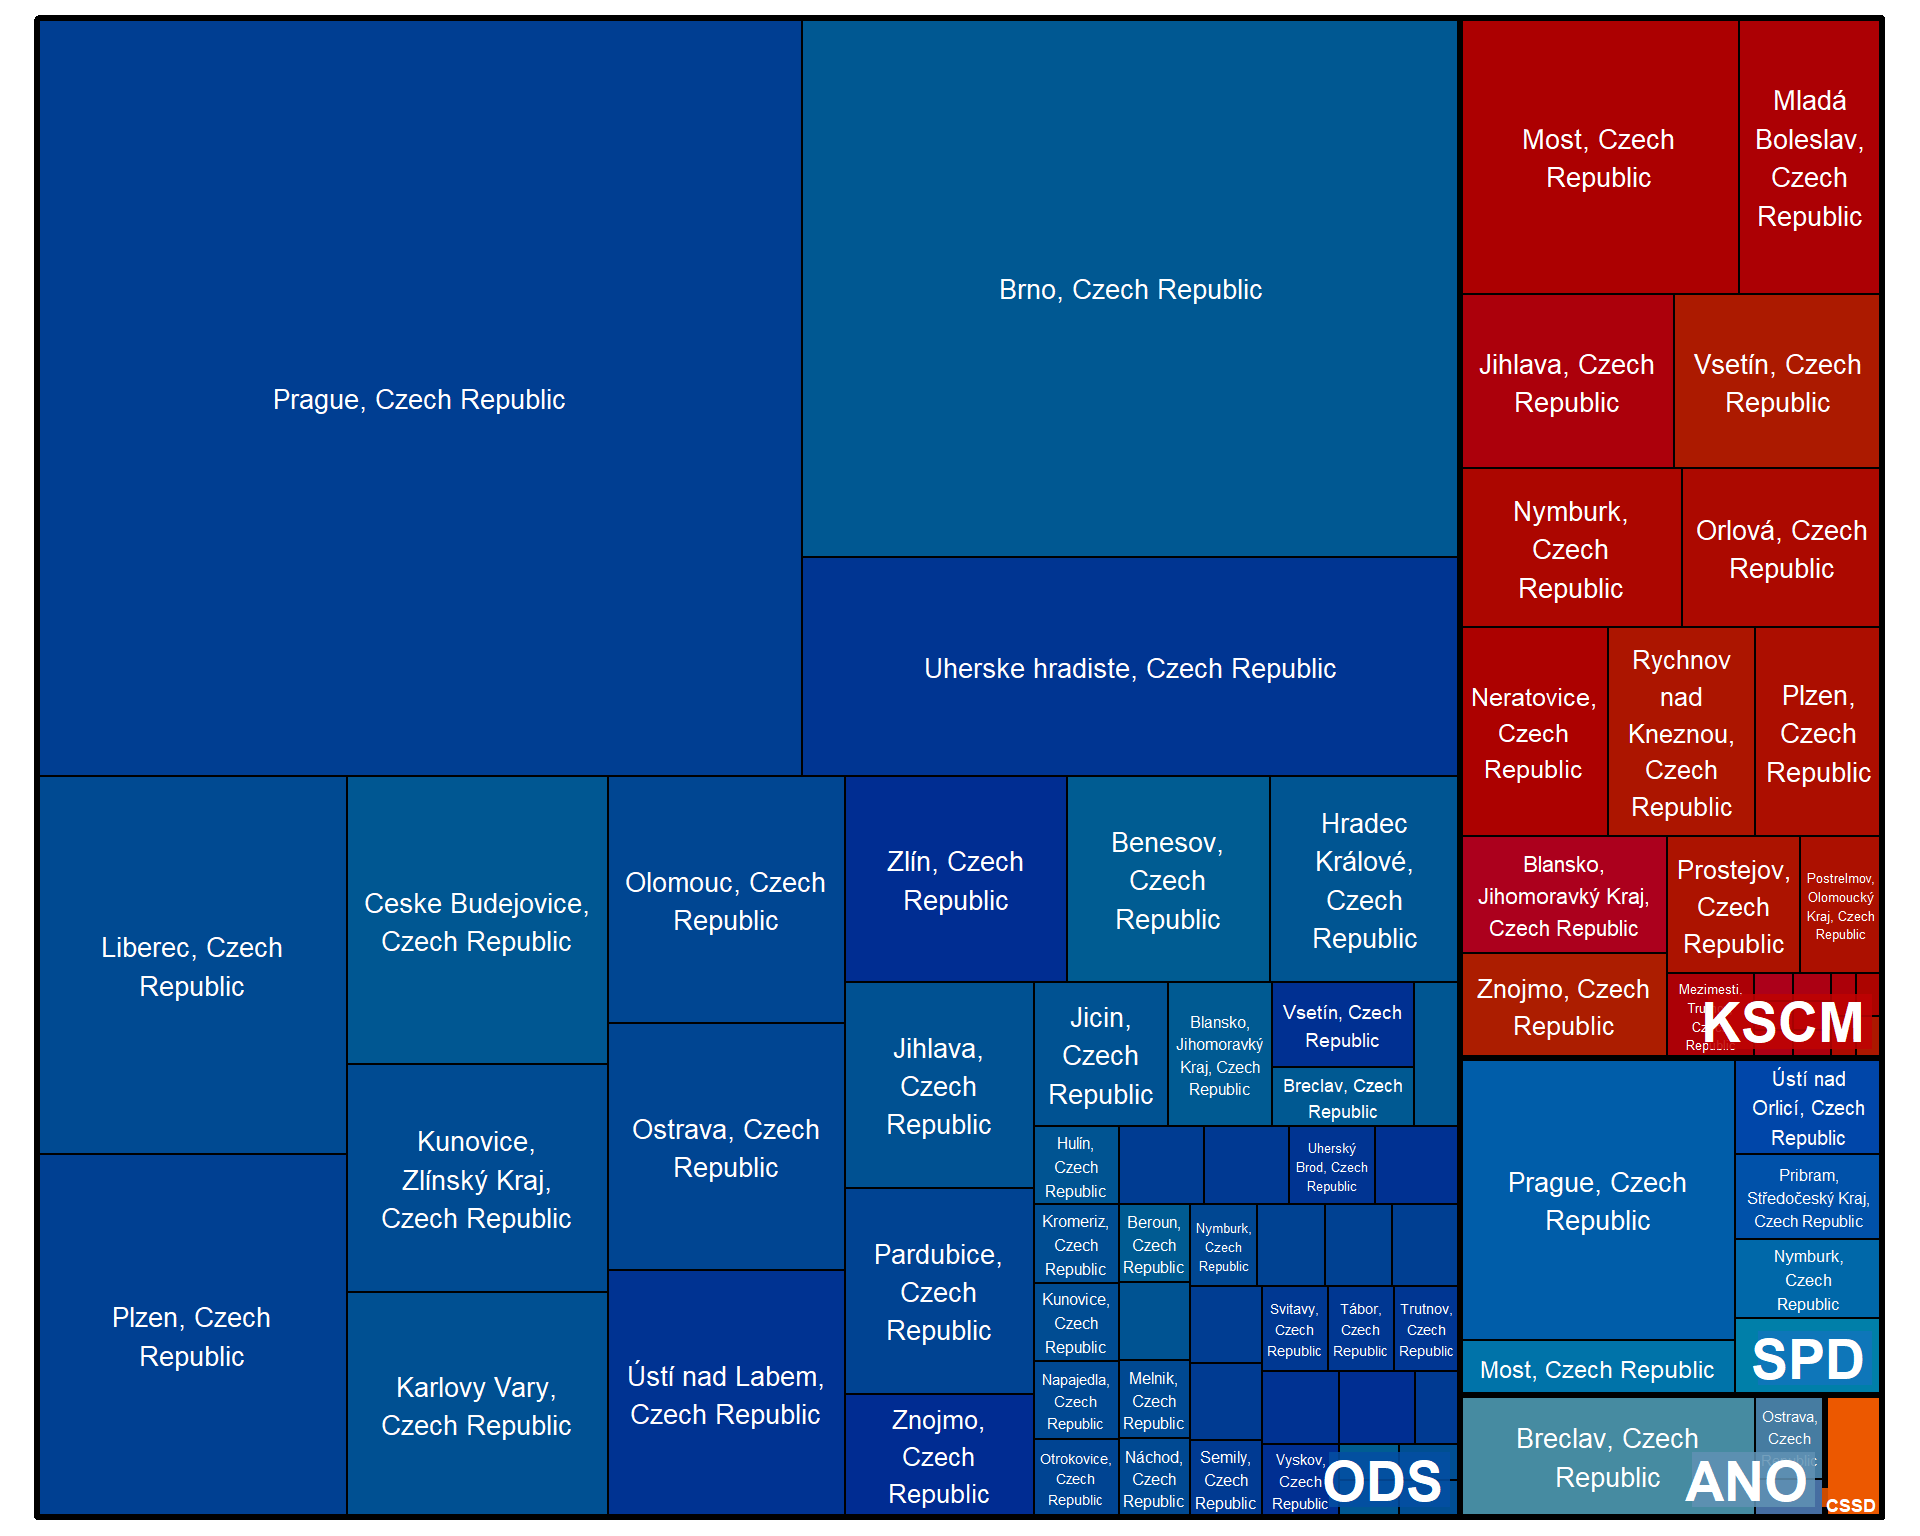 Prague, Czech Republic
Brno, Czech Republic
Uherske hradiste, Czech Republic
Liberec, Czech
Republic
Plzen, Czech
Republic
Ceske Budejovice,
Czech Republic
Kunovice,
Zlínský Kraj,
Czech Republic
Karlovy Vary,
Czech Republic
Olomouc, Czech
Republic
Ostrava, Czech
Republic
Ústí nad Labem,
Czech Republic
Zlín, Czech
Republic
Benesov,
Czech
Republic
Hradec
Králové,
Czech
Republic
Jihlava,
Czech
Republic
Pardubice,
Czech
Republic
Znojmo,
Czech
Republic
Jicin,
Czech
Republic
Blansko,
Jihomoravký
Kraj, Czech
Republic
Vsetín, Czech
Republic
Breclav, Czech
Republic
Hulín,
Czech
Republic
Uherský
Brod, Czech
Republic
Kromeriz,
Czech
Republic
Beroun,
Czech
Republic
Nymburk,
Czech
Republic
Kunovice,
Czech
Republic
Svitavy,
Czech
Republic
Tábor,
Czech
Republic
Trutnov,
Czech
Republic
Napajedla,
Czech
Republic
Melnik,
Czech
Republic
Otrokovice,
Czech
Republic
Náchod,
Czech
Republic
Semily,
Czech
Republic
Vyskov,
Czech
Republic
ODS
Most, Czech
Republic
Mladá
Boleslav,
Czech
Republic
Jihlava, Czech
Republic
Vsetín, Czech
Republic
Nymburk,
Czech
Republic
Orlová, Czech
Republic
Neratovice,
Czech
Republic
Rychnov
nad
Kneznou,
Czech
Republic
Plzen,
Czech
Republic
Blansko,
Jihomoravký Kraj,
Czech Republic
Znojmo, Czech
Republic
Prostejov,
Czech
Republic
Postrelmov,
Olomoucký
Kraj, Czech
Republic
Mezimesti,
Republic
KSCM
Prague, Czech
Republic
Ústí nad
Orlicí, Czech
Republic
Pribram,
Středočeský Kraj,
Czech Republic
Nymburk,
Czech
Republic
Most, Czech Republic
SPD
Breclav, Czech
Republic
Ostrava,
Czech
Republic
ANO
CSSD